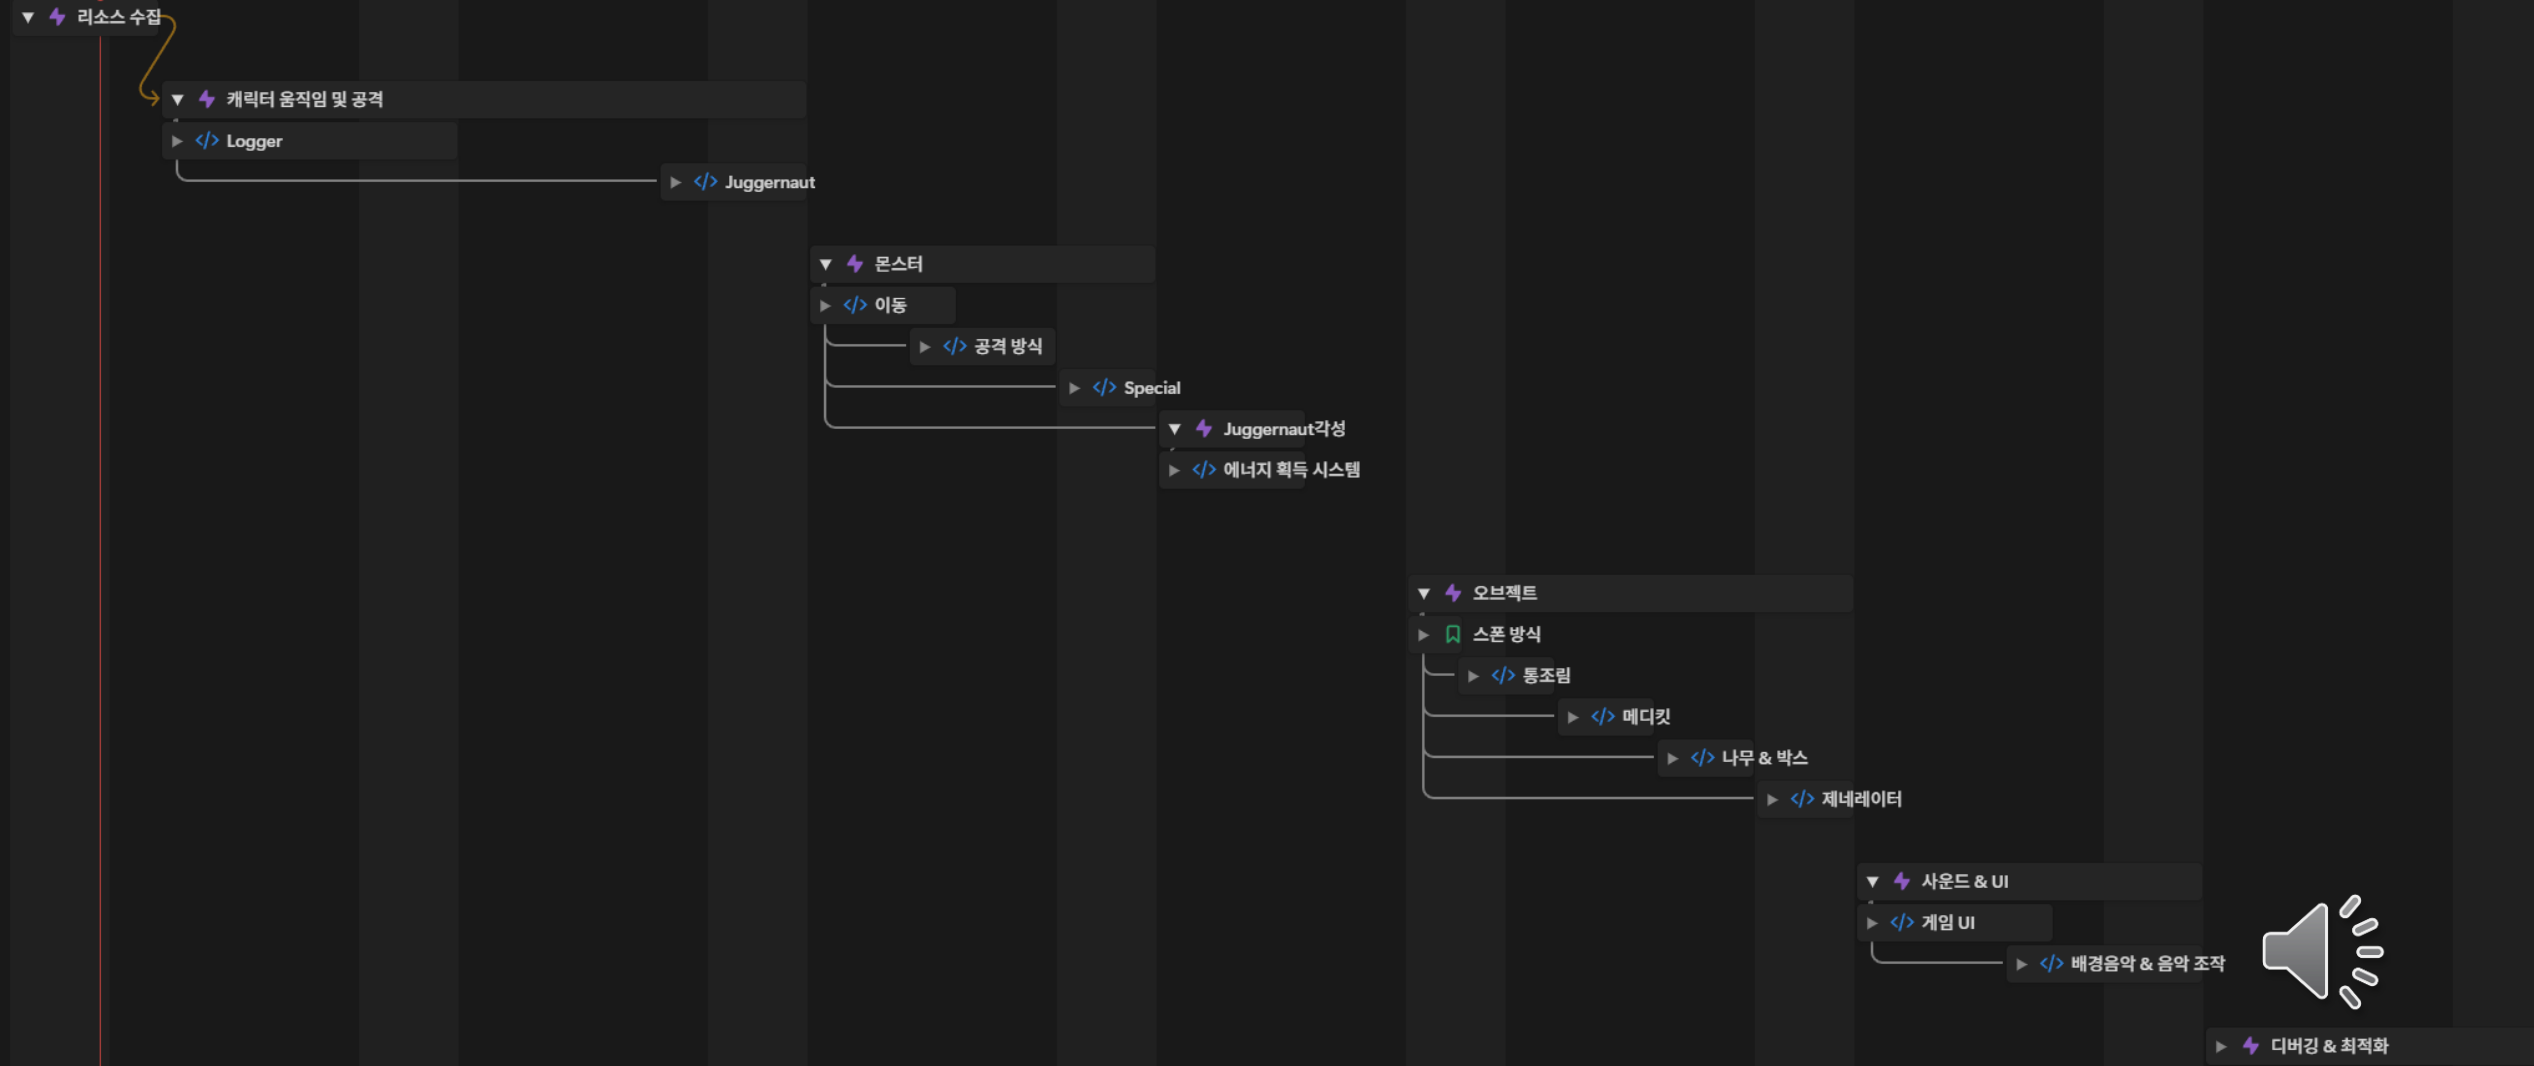 리소스 수집
캐릭터 움직임 및 공격
Logger
Juggernaut
몬스터
이동
공격 방식
Special
Juggernaut각성
에너지 획득 시스템
오브젝트
스폰 방식
통조림
메디킷
나무 & 박스
제네레이터
사운드 & UI
게임 UI
배경음악 & 음악 조작
디버깅 & 최적화